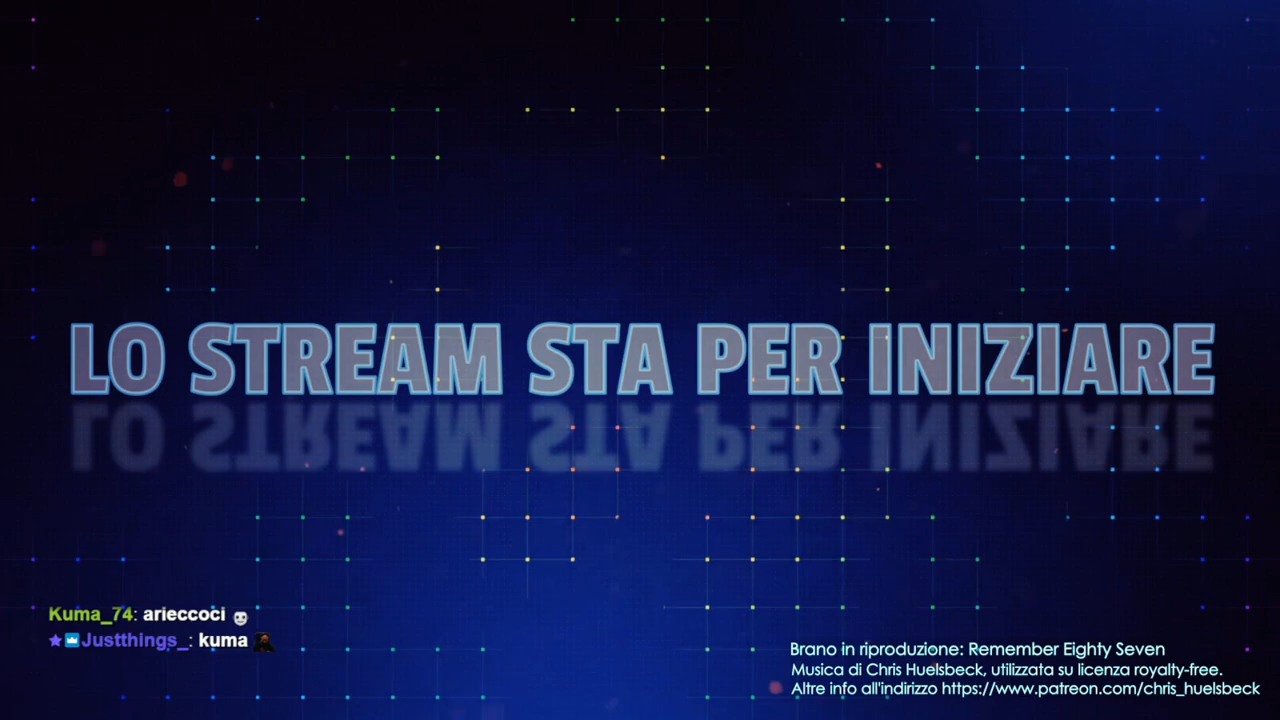 LO STREAM STA PER INIZIARE
Kuma_74: arieccoci
Justthings_: kuma
Brano in riproduzione: Remember Eighty Seven
Musica di Chris Huelsbeck, utilizzata su licenza royalty-free.
Altre info all'indirizzo https://www.patreon.com/chris_huelsbeck